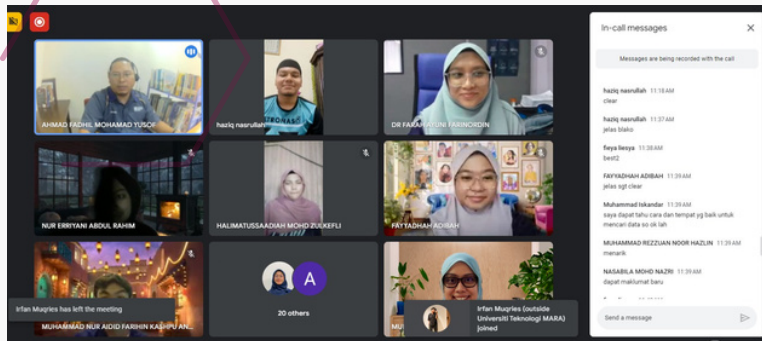 AHMAD FADHIL MOHAMAD YUSOF
haziq nasrullah
DR FARAH AYUNI FARINORDIN
NUR ERRIYANI ABDUL RAHIM
HALIMATUSSAADIAH MOHD ZULKEFLI
FAYYADHAH ADIBAH
MUHAMMAD NUR AIDID FARIHIN KASHPU AN...
Irfan Muqries has left the meeting
A
20 others
Irfan Muqries (outside
Universiti Teknologi MARA)
joined
In-call messages
Messages are being recorded with the call
haziq nasrullah 11:18 AM
clear
haziq nasrullah 11:37 AM
jelas blako
fieya liesya 11:38 AM
best2
FAYYADHAH ADIBAH 11:39 AM
jelas sgt clear
Muhammad Iskandar 11:39 AM
saya dapat tahu cara dan tempat yg baik untuk
mencari data so ok lah
MUHAMMAD REZZUAN NOOR HAZLIN 11:39 AM
menarik
NASABILA MOHD NAZRI 11:39 AM
dapat maklumat baru
Send a message